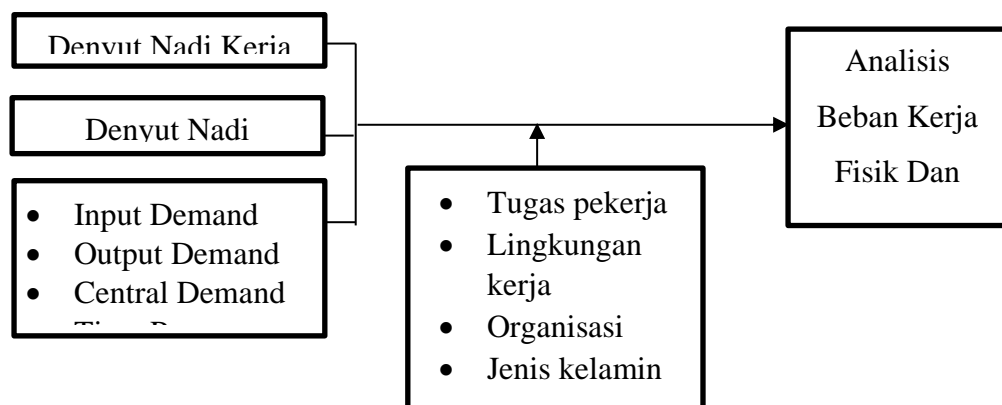 Denyut Nadi Kerja
Denyut Nadi
• Input Demand
• Output Demand
• Central Demand
• Tugas pekerja
• Lingkungan
kerja
• Organisasi
• Jenis kelamin
Analisis
Beban Kerja
Fisik Dan